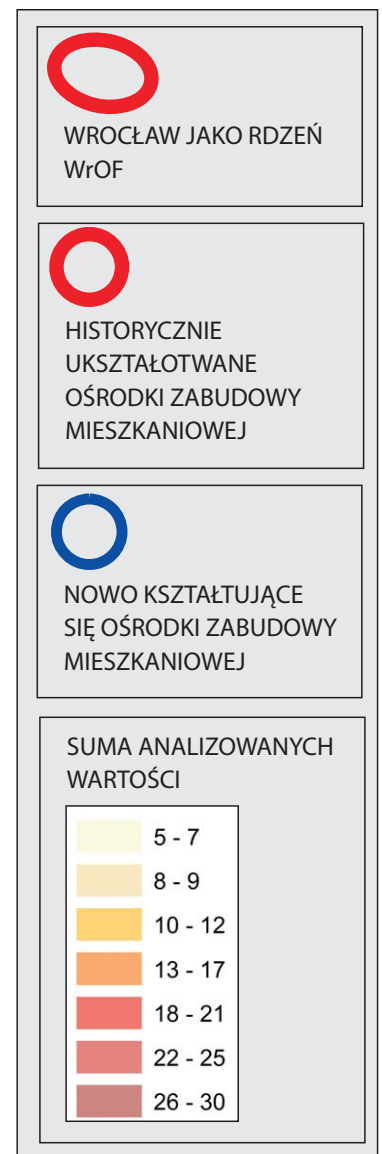 WROCŁAW JAKO RDZEŃ
WrOF
HISTORYCZNIE
UKSZTAŁOTWANE
OŚRODKI ZABUDOWY
MIESZKANIOWEJ
NOWO KSZTAŁTUJĄCE
SIĘ OŚRODKI ZABUDOWY
MIESZKANIOWEJ
SUMA ANALIZOWANYCH
WARTOŚCI
5 - 7
8 - 9
10 - 12
13 - 17
18 - 21
22 - 25
26 - 30